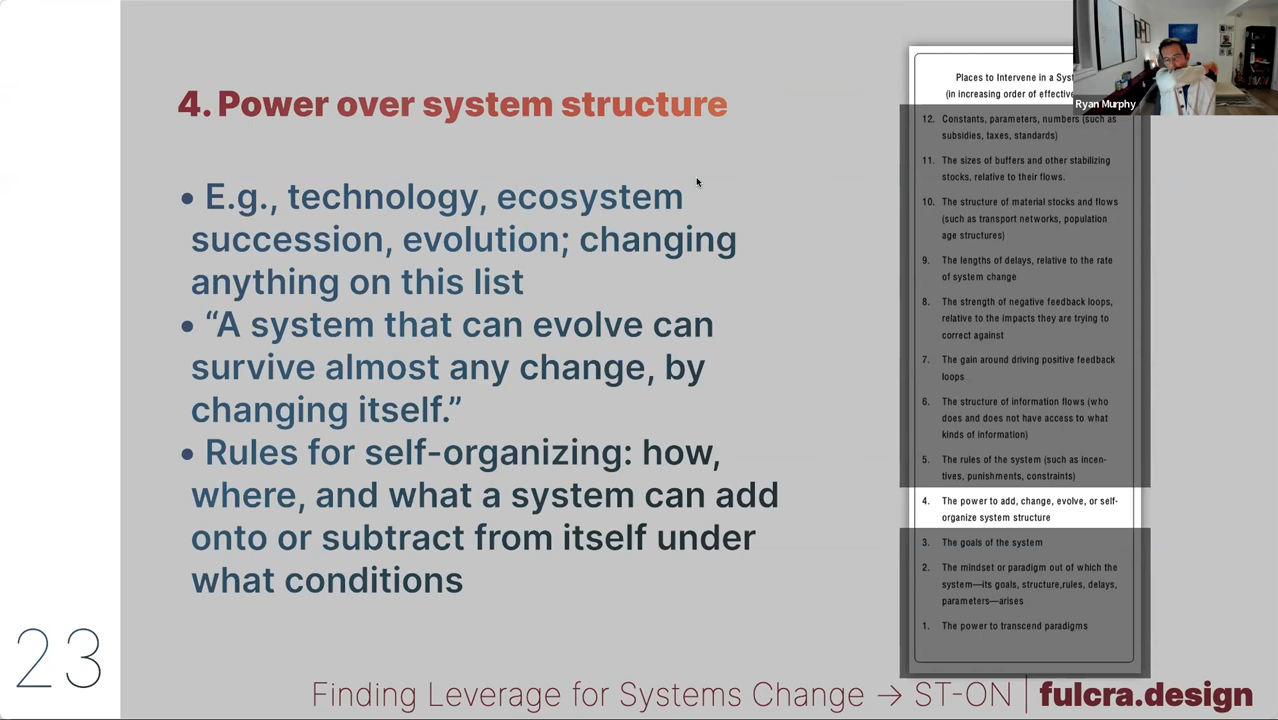 4. Power over system structure
• E.g., technology, ecosystem
succession, evolution; changing
anything on this list
• “A system that can evolve can
survive almost any change, by
changing itself.”
• Rules for self-organizing: how,
where, and what a system can add
onto or subtract from itself under
what conditions
Places to Intervene in a
(in increasing order of
12. Constants, parameters, numbers (such as
subsidies, taxes, standards)
11. The sizes of buffers and other stabilizing
stocks, relative to their flows.
10. The structure of material stocks and flows
(such as transport networks, population
age structures)
9. The lengths of delays, relative to the rate
of system change
8. The strength of negative feedback loops,
relative to the impacts they are trying to
correct against
7. The gain around driving positive feedback
loops
6. The structure of information flows (who
does and does not have access to what
kinds of information)
5. The rules of the system (such as incen-
tives, punishments, constraints)
4. The power to add, change, evolve, or self-
organize system structure
3. The goals of the system
2. The mindset or paradigm out of which the
system—its goals, structure,rules, delays,
parameters—arises
1. The power to transcend paradigms
Ryan Murphy
23
Finding Leverage for Systems Change → ST-ON | fulcra.design